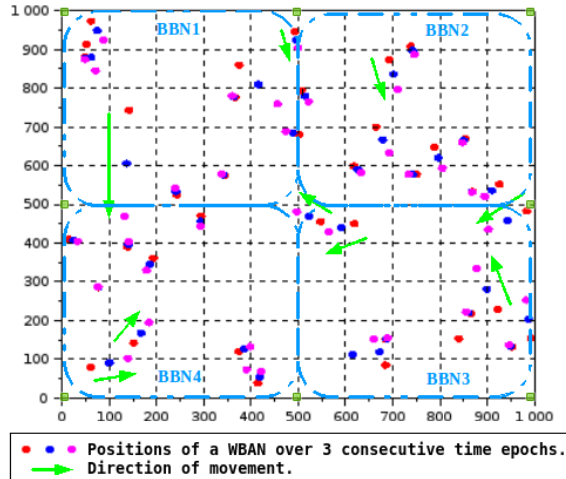 1 000
900
800
700
600
500
400
300
200
100
0
BBN1
BBN2
BBN4
BBN3
0 100 200 300 400 500 600 700 800 900 1 000
Positions of a WBAN over 3 consecutive time epochs.
Direction of movement.